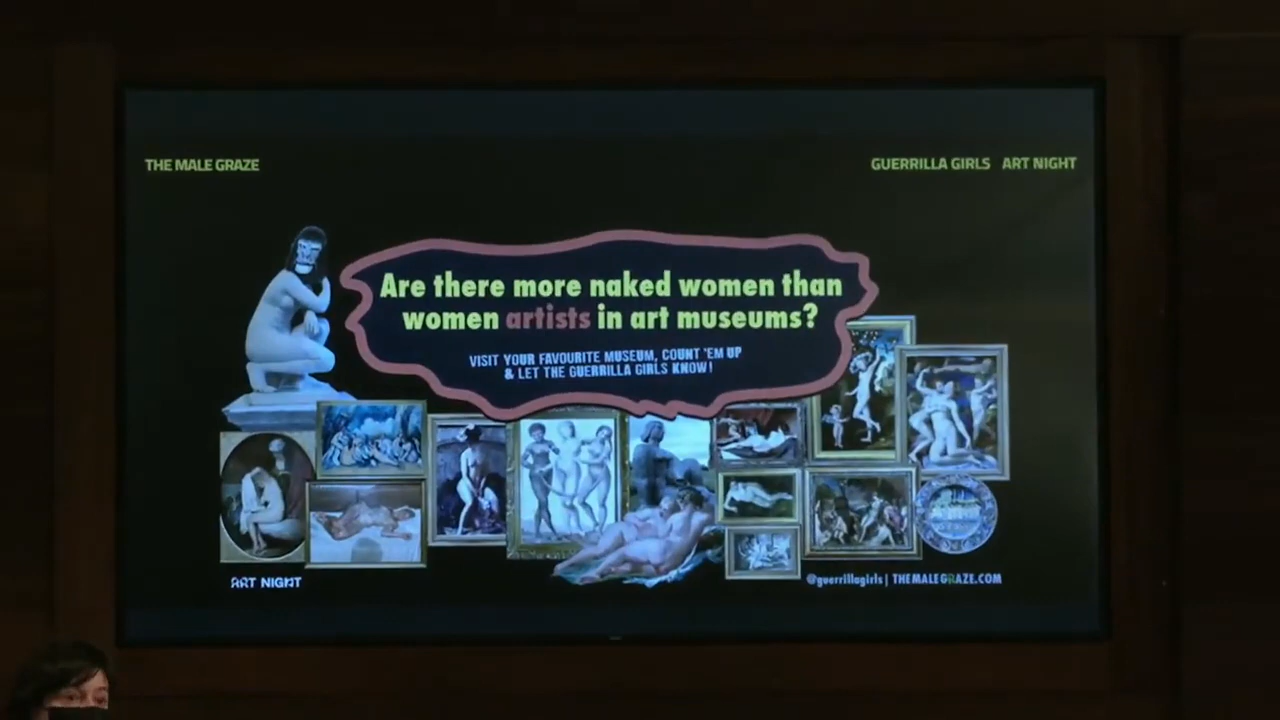 THE MALE GRAZE
GUERRILLA GIRLS ART NIGHT
Are there more naked women than
women artists in art museums?
VISIT YOUR FAVOURITE MUSEUM, COUNT 'EM UP
& LET THE GUERRILLA GIRLS KNOW!
ART NIGHT
@guerrillagirls | THEMALEGRAZE.COM